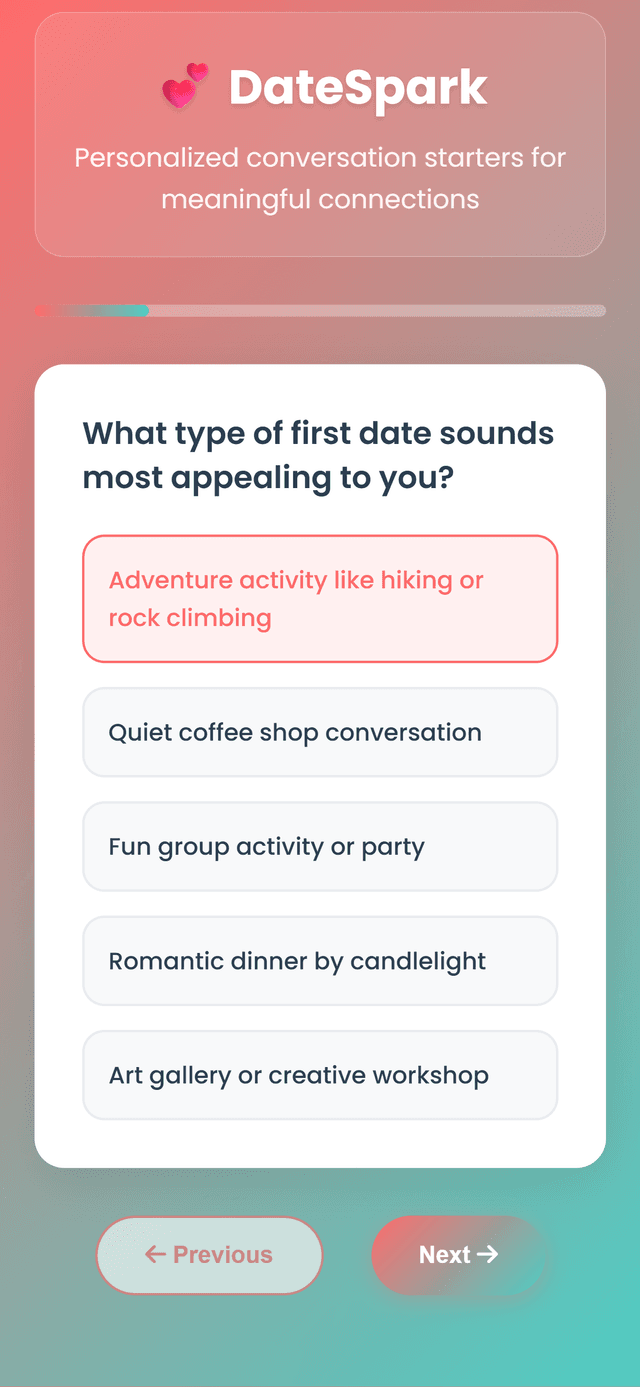 💕 DateSpark
Personalized conversation starters for
meaningful connections
What type of first date sounds
most appealing to you?
Adventure activity like hiking or
rock climbing
Quiet coffee shop conversation
Fun group activity or party
Romantic dinner by candlelight
Art gallery or creative workshop
← Previous
Next →